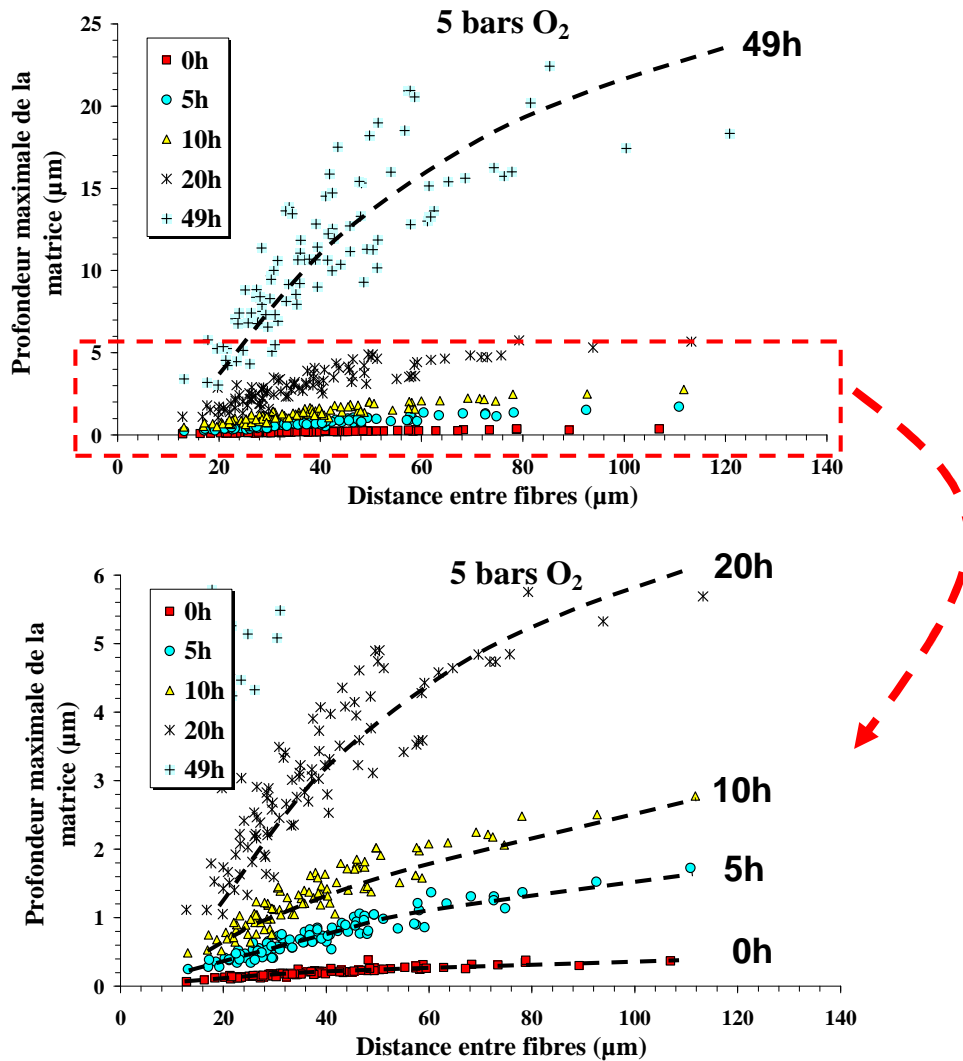 5 bars O₂
49h
25
20
15
10
5
0
0h
5h
10h
20h
49h
Profondeur maximale de la
matrice (µm)
0 20 40 60 80 100 120 140
Distance entre fibres (µm)
5 bars O₂
20h
10h
5h
0h
6
5
4
3
2
1
0
0h
5h
10h
20h
49h
Profondeur maximale de la
matrice (µm)
0 20 40 60 80 100 120 140
Distance entre fibres (µm)